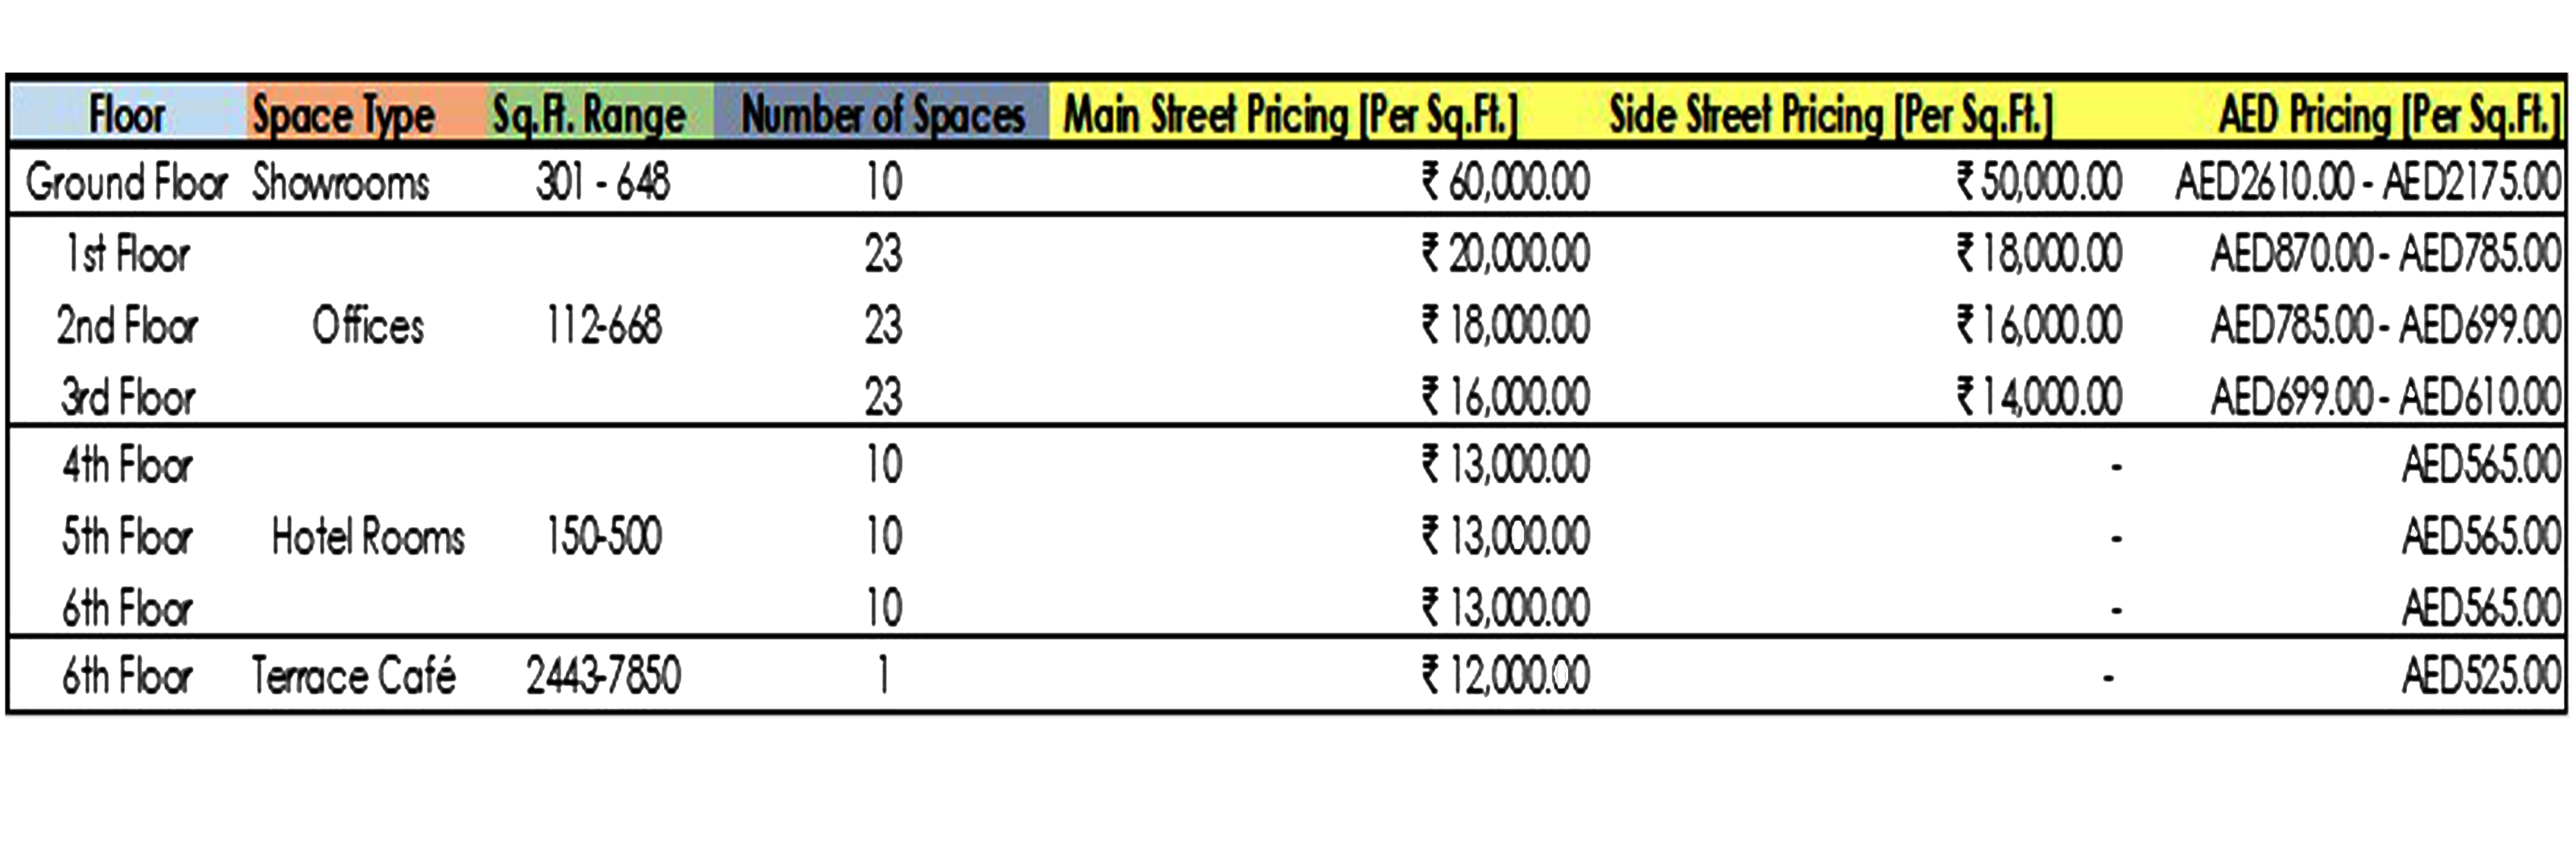 Floor Space Type Sq.Ft. Range Number of Spaces Main Street Pricing [Per Sq.Ft.] Side Street Pricing [Per Sq.Ft.] AED Pricing [Per Sq.Ft.]
Ground Floor Showrooms 301 - 648 10 ₹ 60,000.00 ₹ 50,000.00 AED2610.00 - AED2175.00
1st Floor 23 ₹ 20,000.00 ₹ 18,000.00 AED870.00 - AED785.00
2nd Floor Offices 112-668 23 ₹ 18,000.00 ₹ 16,000.00 AED785.00 - AED699.00
3rd Floor 23 ₹ 16,000.00 ₹ 14,000.00 AED699.00 - AED610.00
4th Floor 10 ₹ 13,000.00 - AED565.00
5th Floor Hotel Rooms 150-500 10 ₹ 13,000.00 - AED565.00
6th Floor 10 ₹ 13,000.00 - AED565.00
6th Floor Terrace Café 2443-7850 1 ₹ 12,000.00 - AED525.00